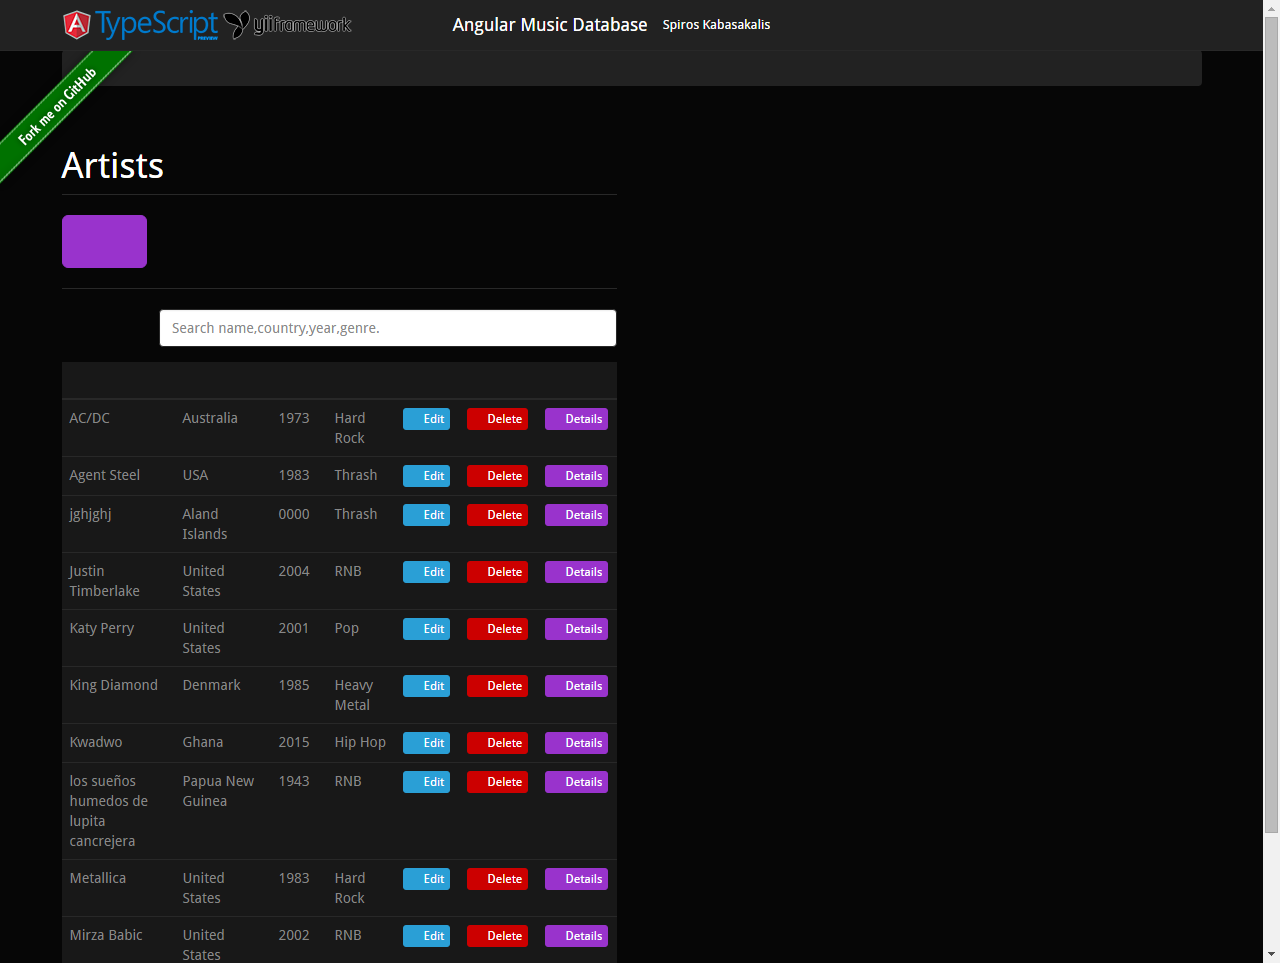 TypeScript PREVIEW yiiframework Angular Music Database Spiros Kabasakalis
Fork me on GitHub
Artists
Search name,country,year,genre.
AC/DC Australia 1973 Hard Rock Edit Delete Details
Agent Steel USA 1983 Thrash Edit Delete Details
jghjghj Aland Islands 0000 Thrash Edit Delete Details
Justin Timberlake United States 2004 RNB Edit Delete Details
Katy Perry United States 2001 Pop Edit Delete Details
King Diamond Denmark 1985 Heavy Metal Edit Delete Details
Kwadwo Ghana 2015 Hip Hop Edit Delete Details
los sueños humedos de lupita cancrejera Papua New Guinea 1943 RNB Edit Delete Details
Metallica United States 1983 Hard Rock Edit Delete Details
Mirza Babic United States 2002 RNB Edit Delete Details